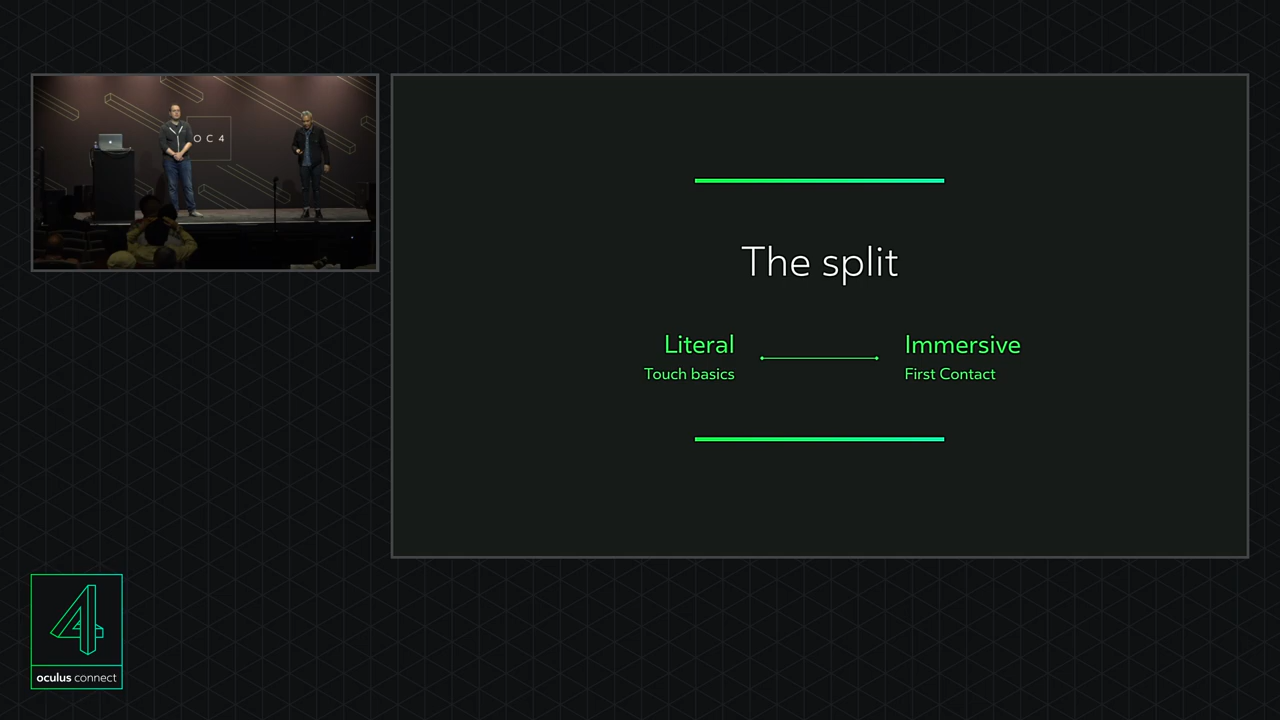 OC4
The split
Literal
Immersive
Touch basics
First Contact
4
oculus connect